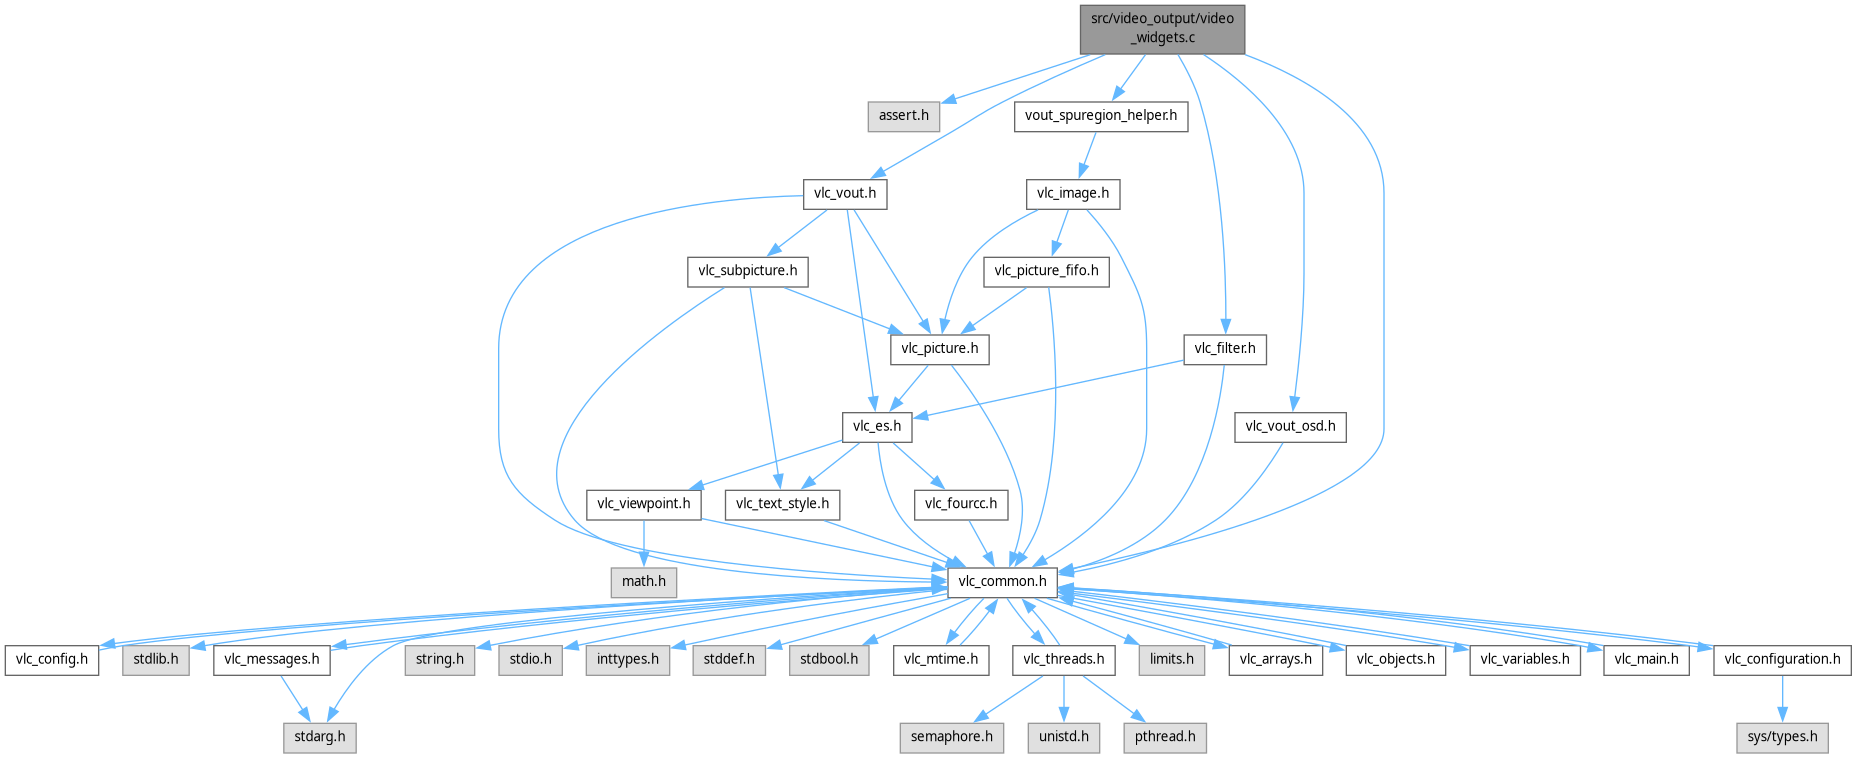 src/video_output/video
_widgets.c
assert.h
vout_spuregion_helper.h
vlc_vout.h
vlc_image.h
vlc_subpicture.h
vlc_picture_fifo.h
vlc_picture.h
vlc_filter.h
vlc_es.h
vlc_vout_osd.h
vlc_viewpoint.h
vlc_text_style.h
vlc_fourcc.h
math.h
vlc_common.h
vlc_config.h
stdlib.h
vlc_messages.h
string.h
stdio.h
inttypes.h
stddef.h
stdbool.h
vlc_mtime.h
vlc_threads.h
limits.h
vlc_arrays.h
vlc_objects.h
vlc_variables.h
vlc_main.h
vlc_configuration.h
stdarg.h
semaphore.h
unistd.h
pthread.h
sys/types.h